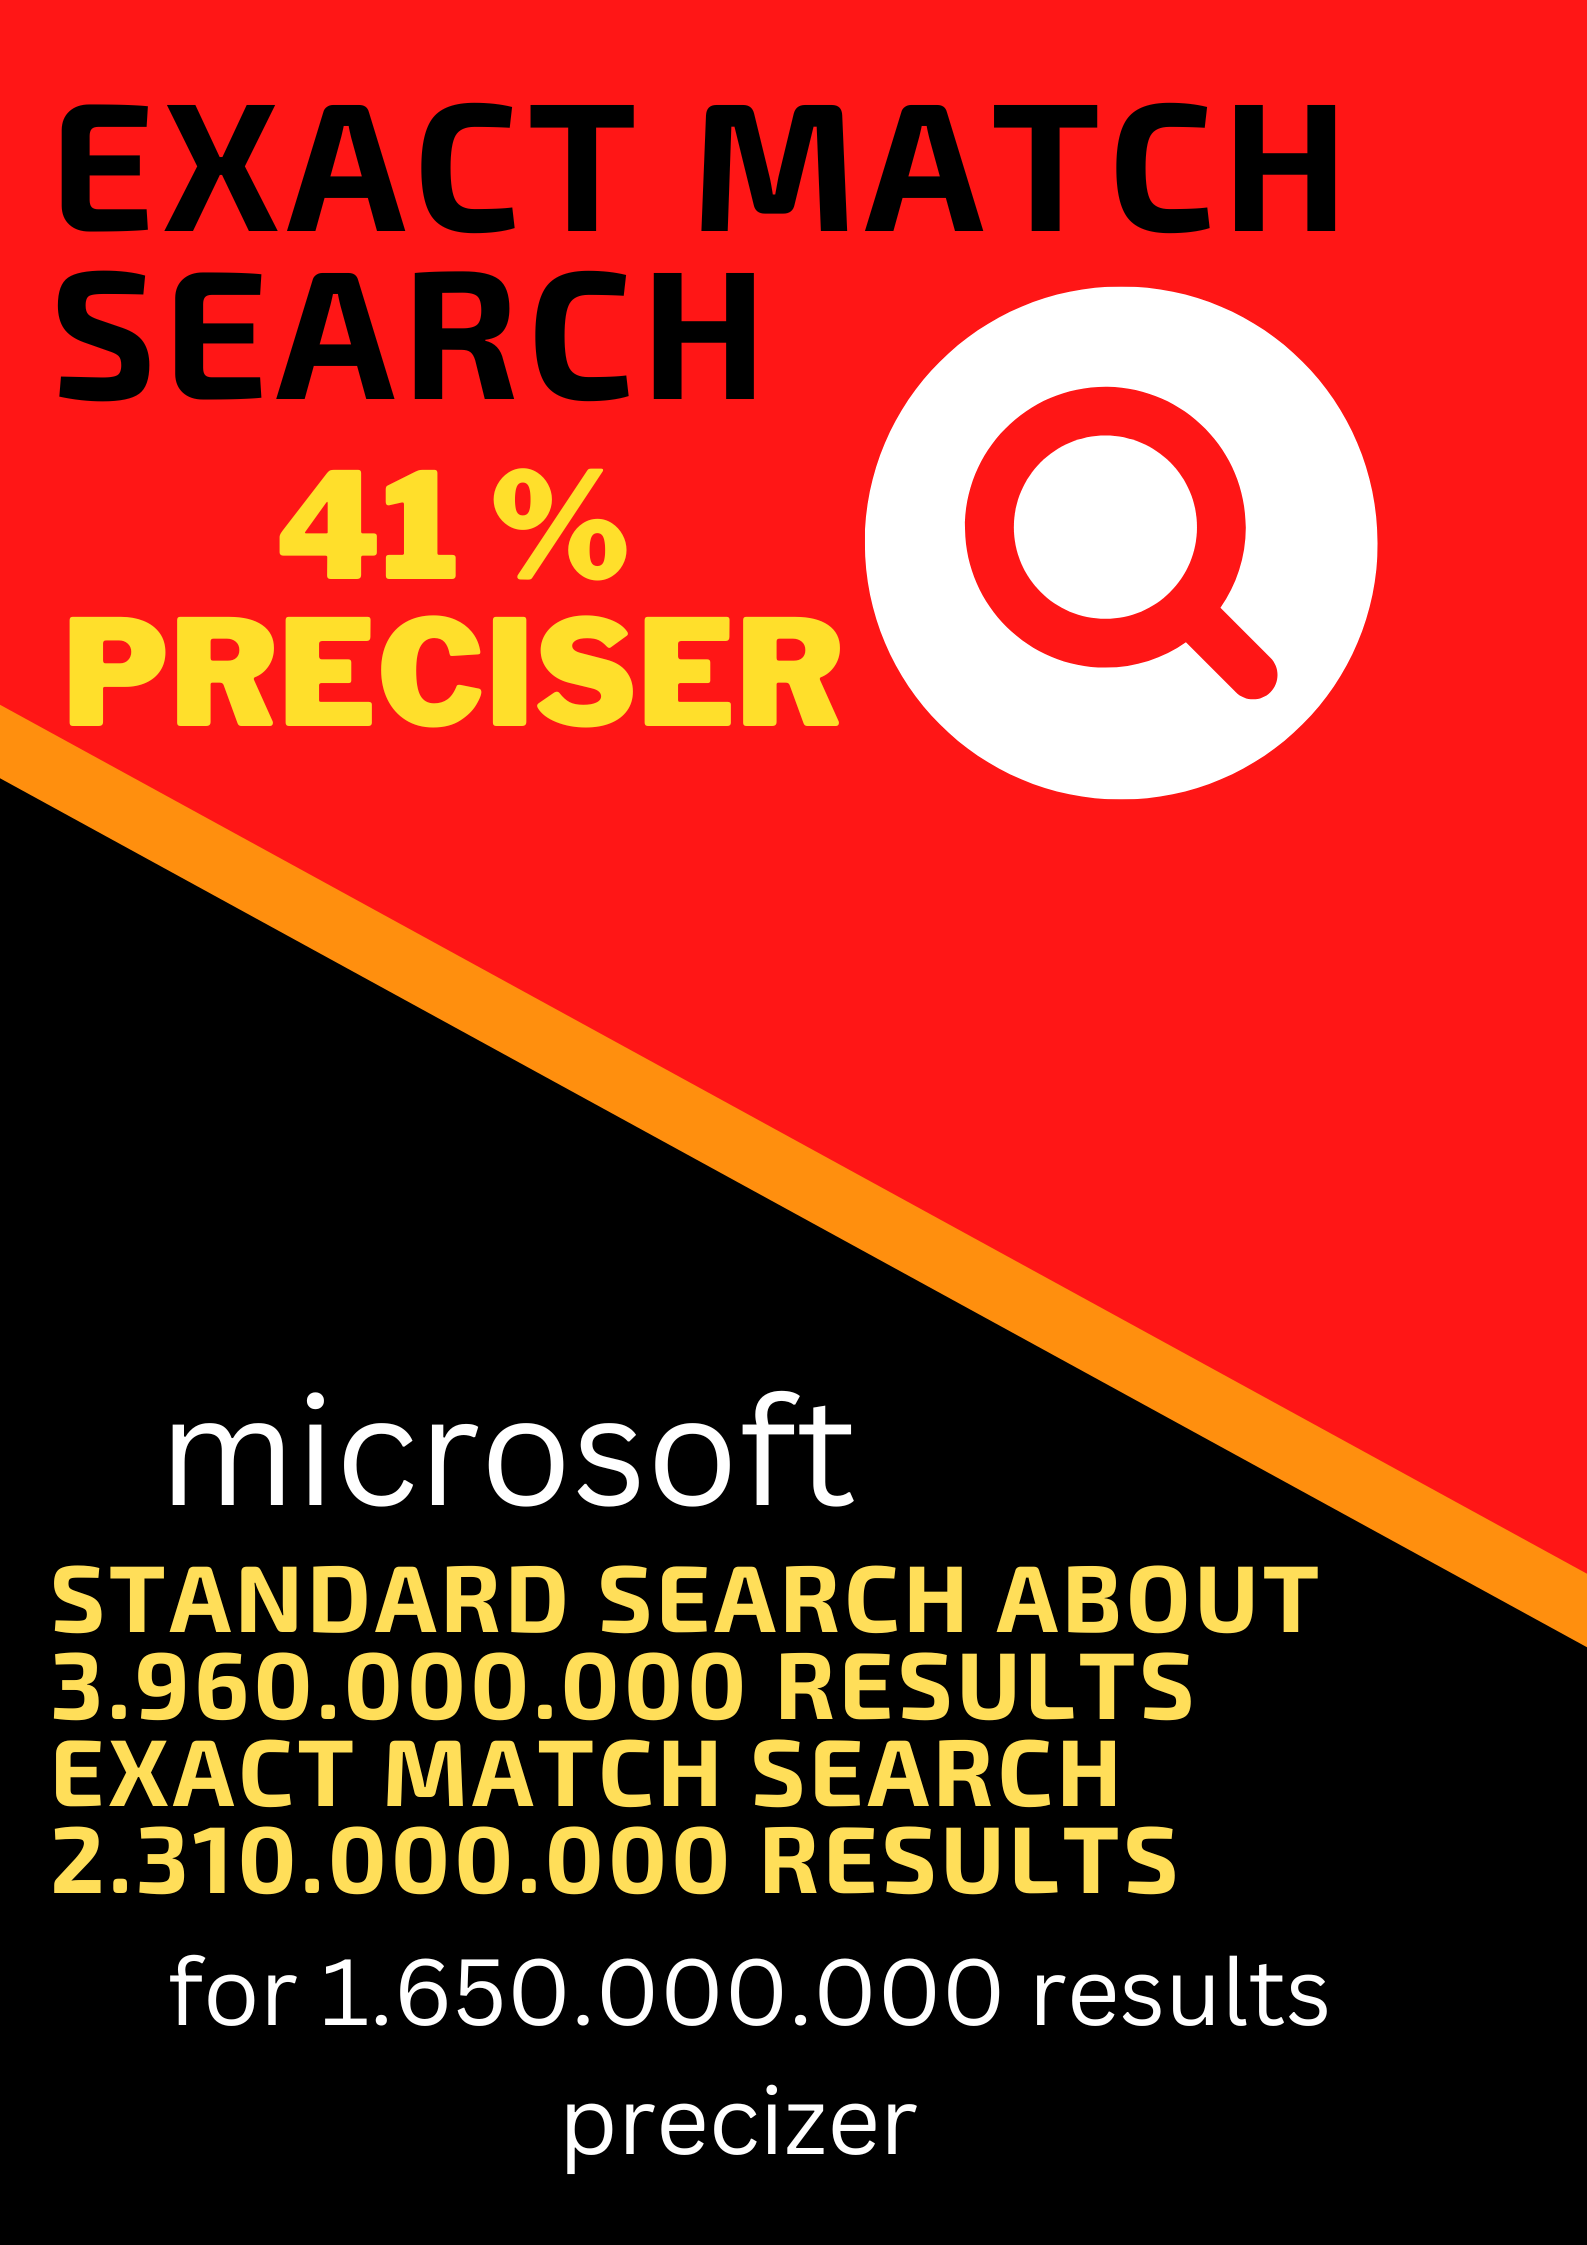 EXACT MATCH
SEARCH
41 %
PRECISER
microsoft
STANDARD SEARCH ABOUT
3.960.000.000 RESULTS
EXACT MATCH SEARCH
2.310.000.000 RESULTS
for 1.650.000.000 results
precizer